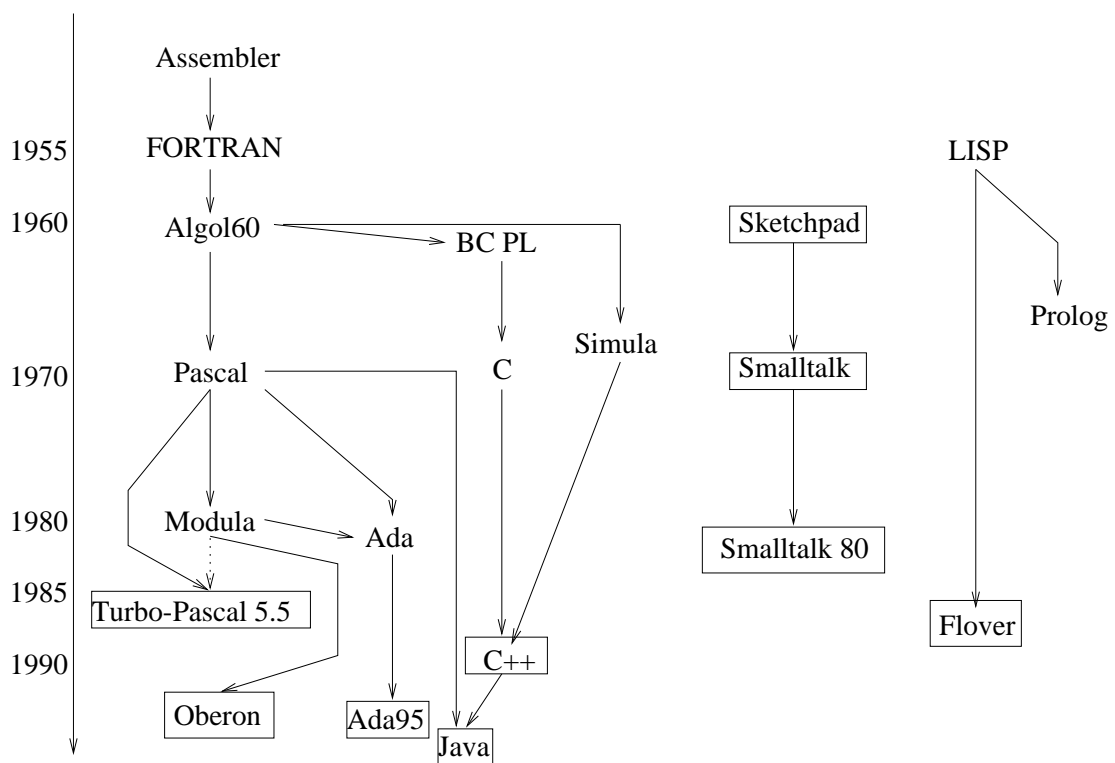 Assembler
1955
FORTRAN
LISP
1960
Algol60
BC PL
Sketchpad
Prolog
Simula
1970
Pascal
C
Smalltalk
1980
Modula
Ada
Smalltalk 80
1985
Turbo-Pascal 5.5
Flover
1990
C++
Oberon
Ada95
Java